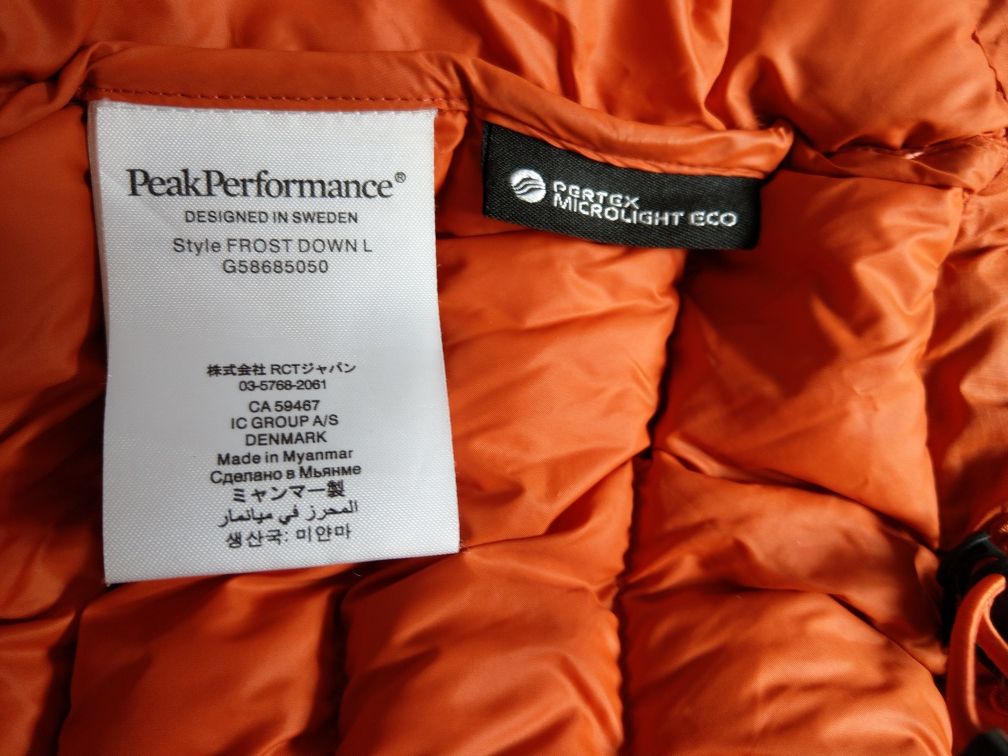 PeakPerformance®
DESIGNED IN SWEDEN
Style FROST DOWN L
G58685050
株式会社 RCTジャパン
03-5768-2061
CA 59467
IC GROUP A/S
DENMARK
Made in Myanmar
Сделано в Мьянме
ミャンマー製
المحرز في ميانمار
생산국: 미얀마
PERTEX
MICROLIGHT ECO